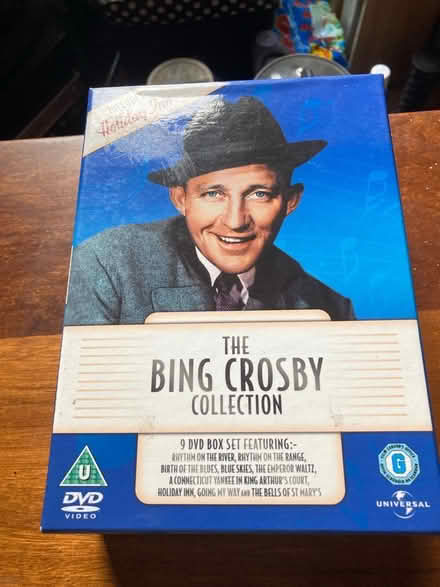 Holiday Inn
THE
BING CROSBY
COLLECTION
9 DVD BOX SET FEATURING:-
RHYTHM ON THE RIVER, RHYTHM ON THE RANGE,
BIRTH OF THE BLUES, BLUE SKIES, THE EMPEROR WALTZ,
A CONNECTICUT YANKEE IN KING ARTHUR'S COURT,
HOLIDAY INN, GOING MY WAY AND THE BELLS OF ST MARY'S
U
DVD
VIDEO
G
UNIVERSAL